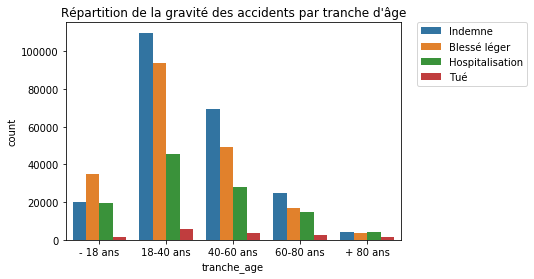 Répartition de la gravité des accidents par tranche d'âge
Indemne
Blessé léger
Hospitalisation
Tué
count
100000
80000
60000
40000
20000
0
- 18 ans
18-40 ans
40-60 ans
60-80 ans
+ 80 ans
tranche_age